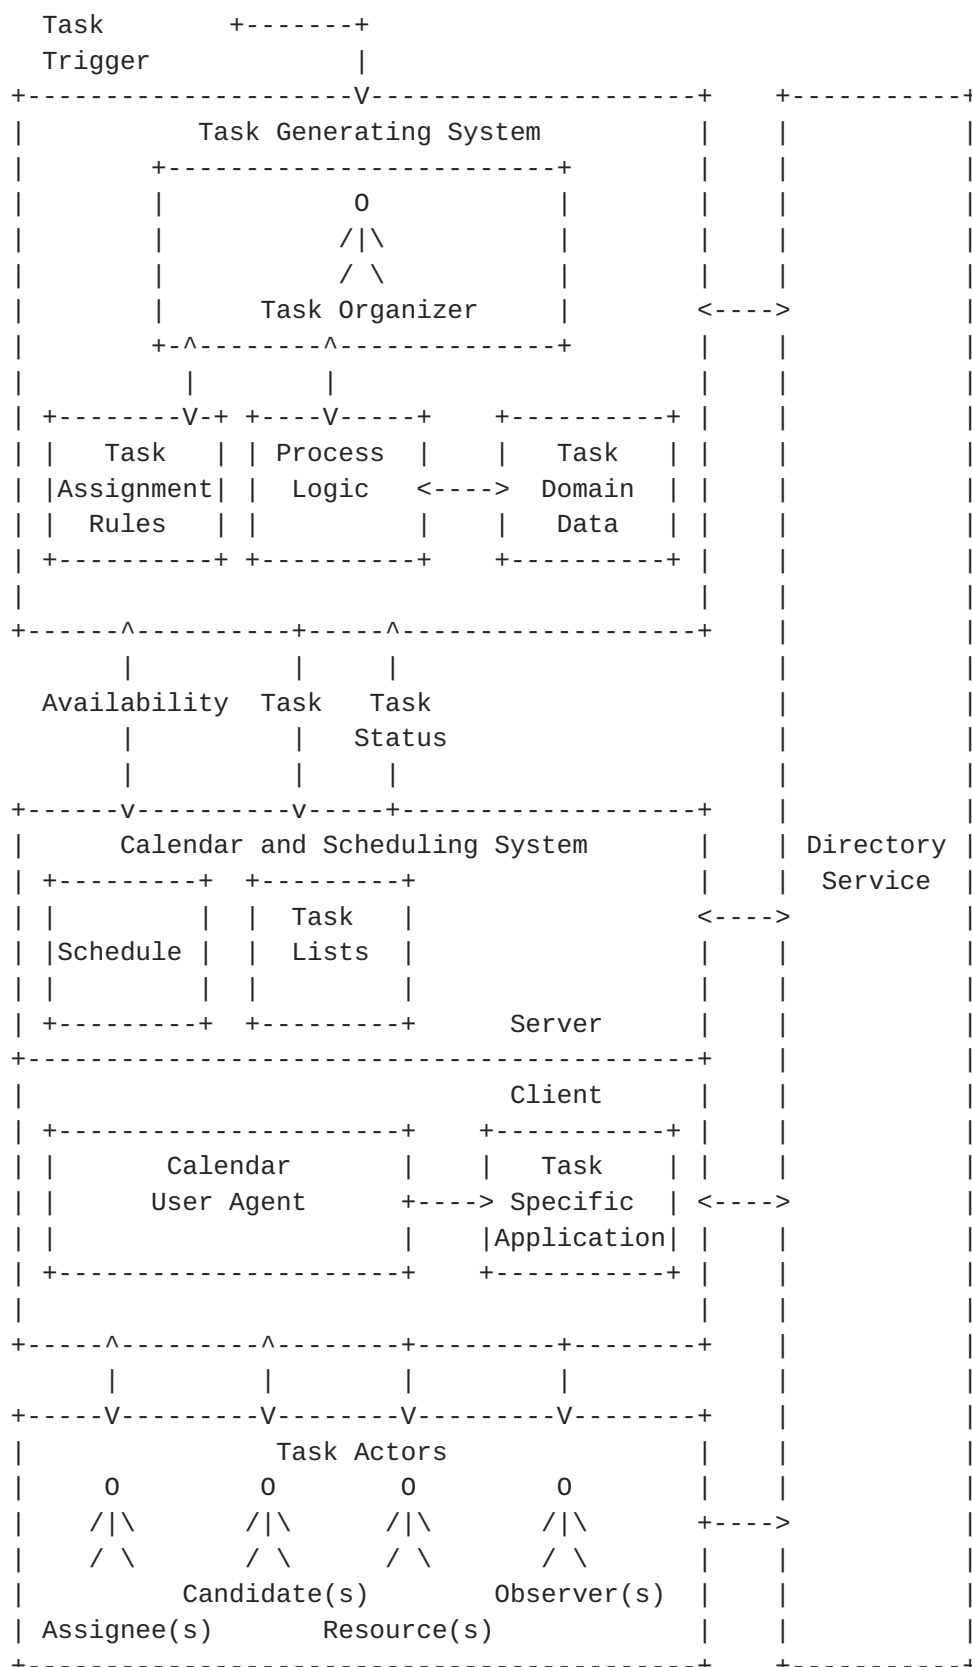 Task
Trigger
Task Generating System
Task Organizer
Task Process Task
Assignment Logic Domain
Rules Data
Availability Task Task
Status
Calendar and Scheduling System Directory
Service
Task
Schedule Lists
Server
Client
Calendar Task
User Agent Specific
Application
Task Actors
Candidate(s) Observer(s)
Assignee(s) Resource(s)